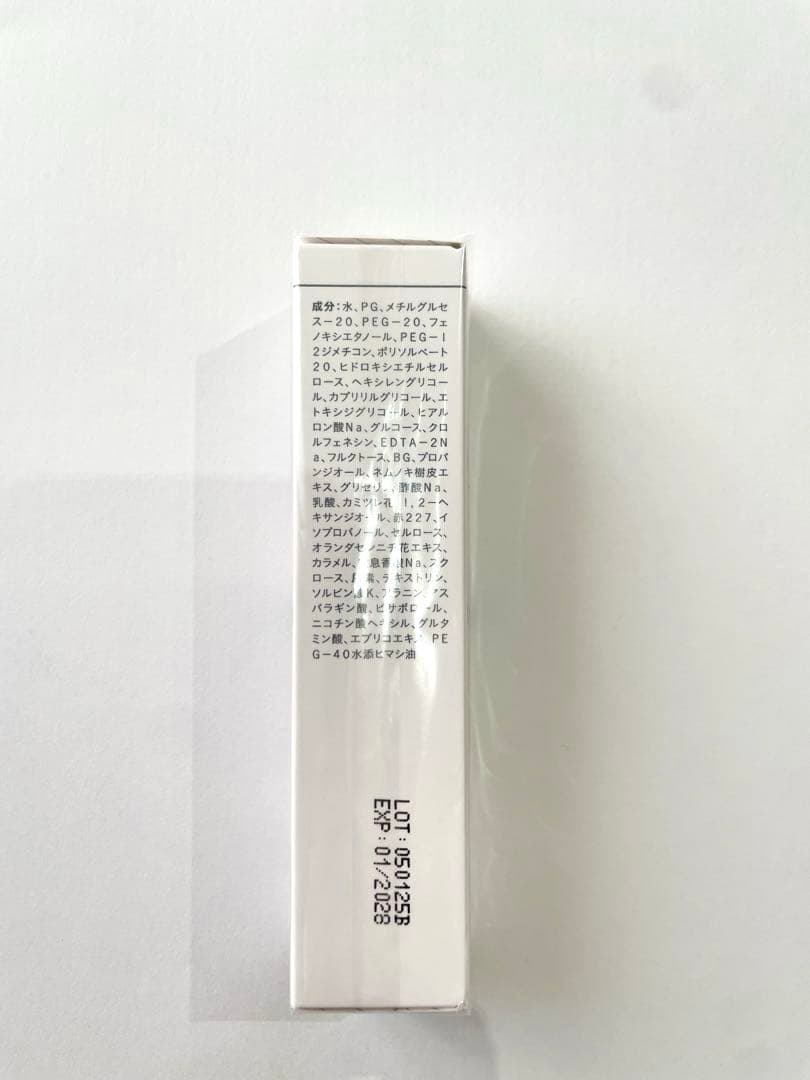 成分:水、PG、メチルグルセ
ス−20、PEG−20、フェ
ノキシエタノール、PEG−1
2ジメチコン、ポリソルベート
20、ヒドロキシエチルセル
ロース、ヘキシレングリコー
ル、カプリリルグリコール、エ
トキシジグリコール、ヒアル
ロン酸Na、グルコース、クロ
ルフェネシン、EDTA−2N
a、フルクトース、BG、プロパ
ンジオール、ネムノキ樹皮エ
キス、グリセリン、酢酸Na、
乳酸、カミツレ花、1,2−ヘ
キサンジオール、赤227、イ
ソプロパノール、セルロース、
オランダセンニチ花エキス、
カラメル、息香酸Na、スク
ロース、尿素、デキストリン、
ソルビン酸K、アラニン、アス
パラギン酸、ビサボロール、
ニコチン酸ヘキシル、グルタ
ミン酸、エプリコエキス、PE
G−40水添ヒマシ油
LOT:050125B
EXP:01/2028